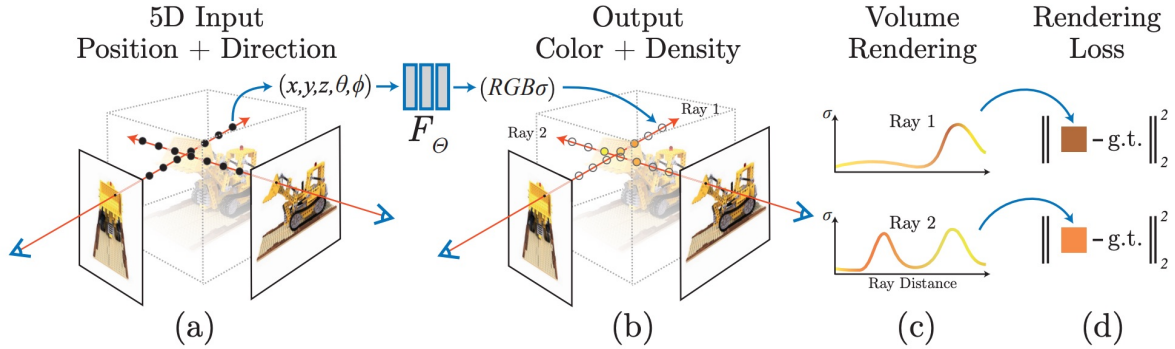 5D Input
Position + Direction
Output
Color + Density
Volume
Rendering
Rendering
Loss
(x,y,z,θ,ϕ)
F_Θ
(RGBσ)
Ray 1
Ray 2
Ray 1
Ray 2
σ
σ
Ray Distance
‖ - g.t. ‖₂²
‖ - g.t. ‖₂²
(a)
(b)
(c)
(d)